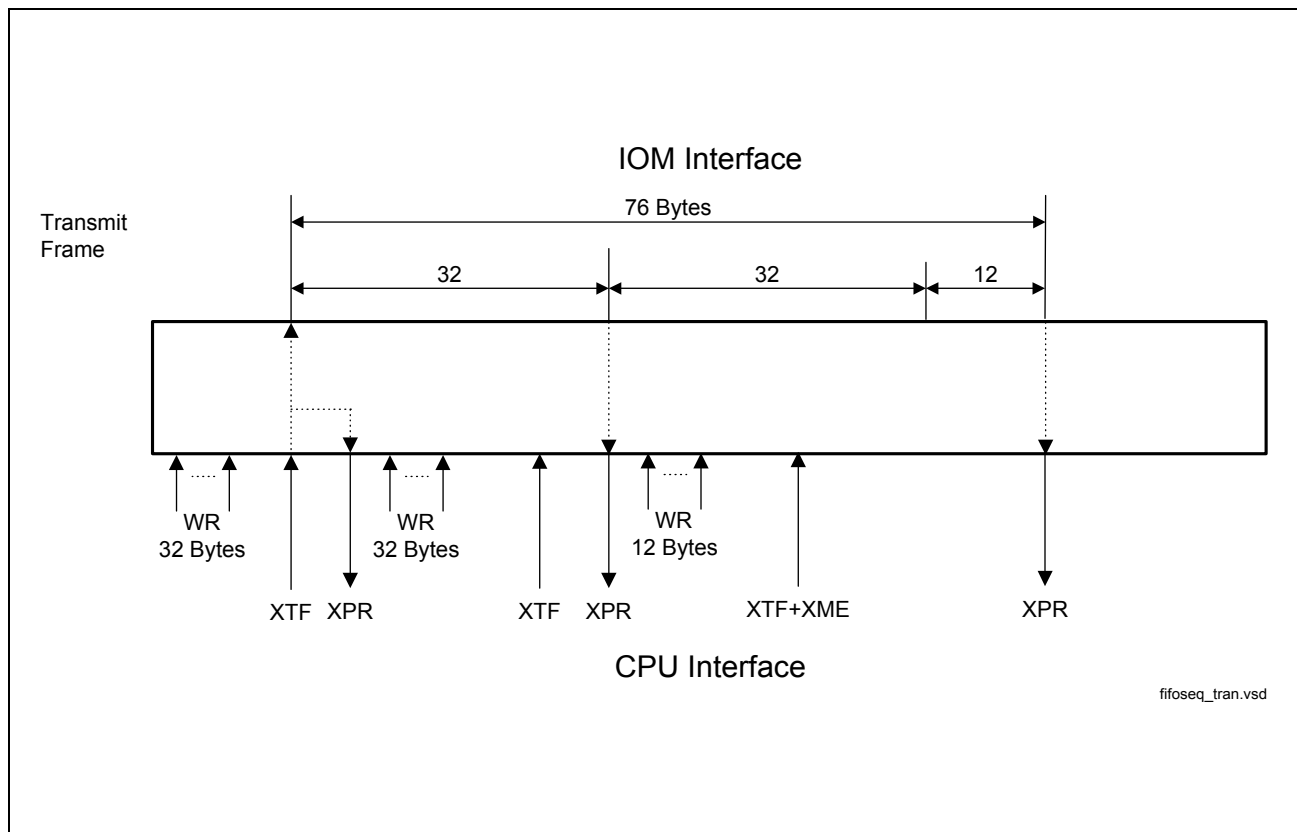 IOM Interface
76 Bytes
Transmit
Frame
32
32
12
.....
.....
.....
WR
32 Bytes
WR
32 Bytes
WR
12 Bytes
XTF
XPR
XTF
XPR
XTF+XME
XPR
CPU Interface
fifoseq_tran.vsd